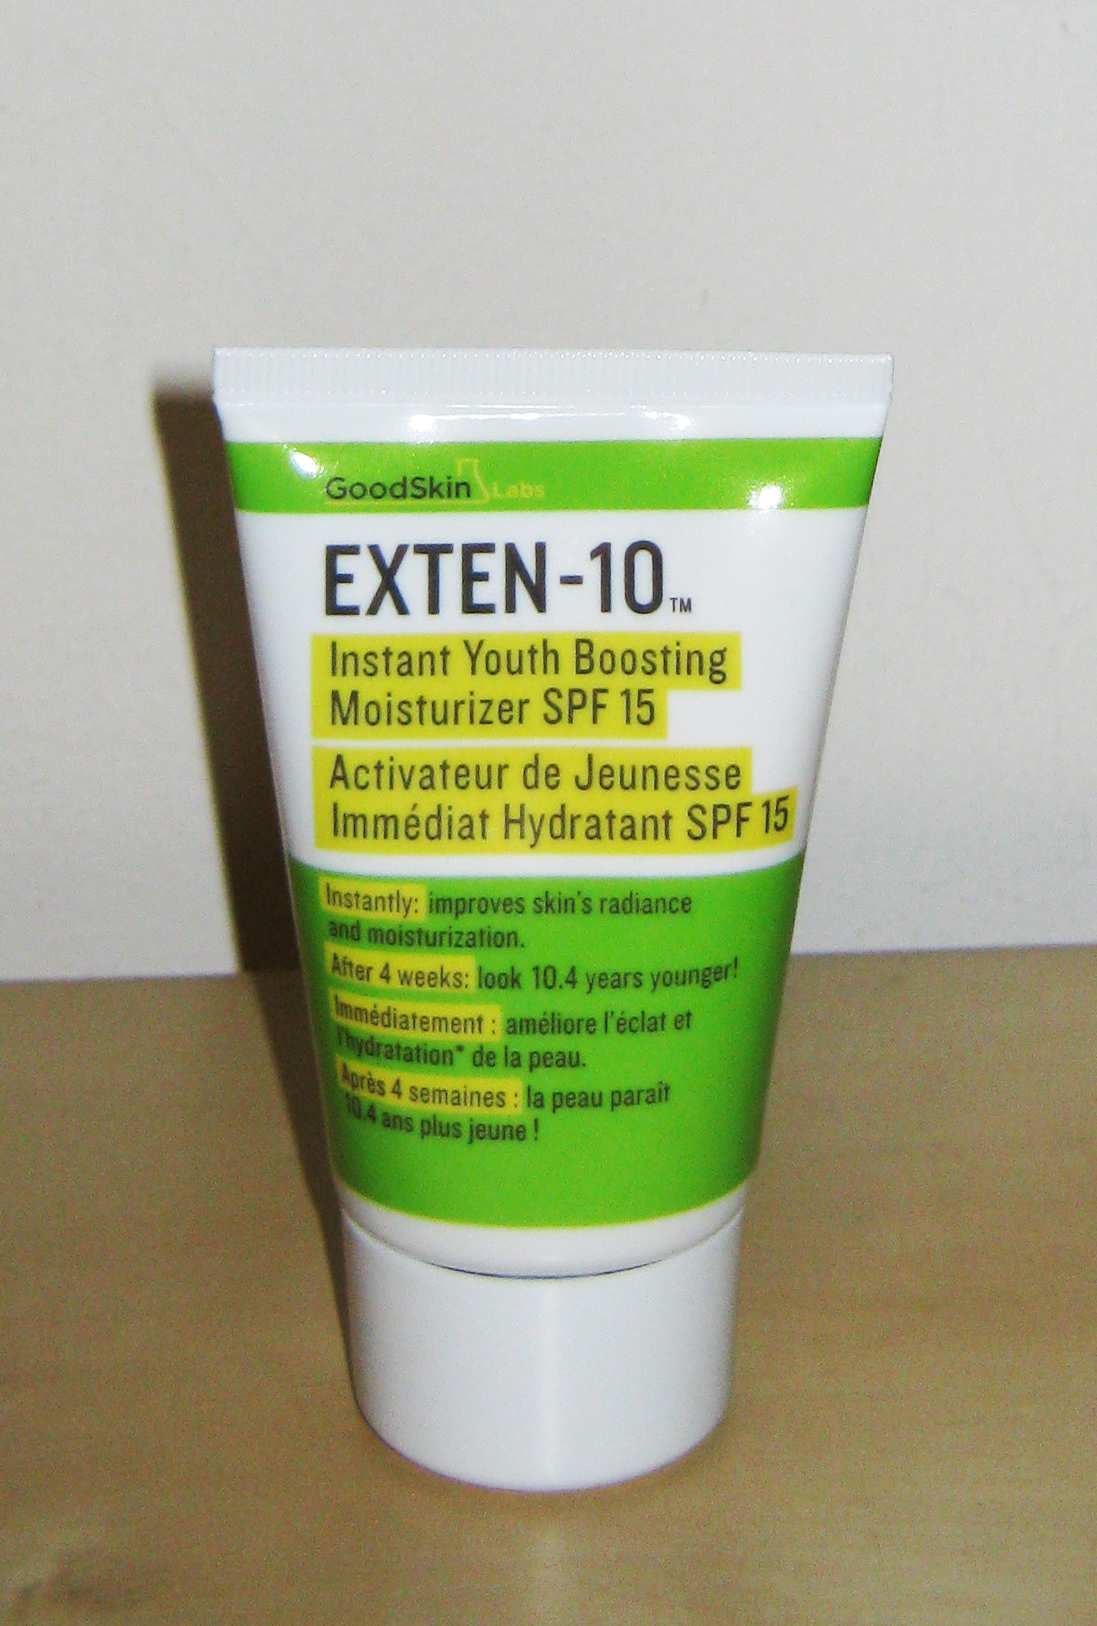 GoodSkin Labs
EXTEN-10™
Instant Youth Boosting
Moisturizer SPF 15
Activateur de Jeunesse
Immédiat Hydratant SPF 15
Instantly: improves skin's radiance
and moisturization.
After 4 weeks: look 10.4 years younger!
Immédiatement : améliore l'éclat et
l'hydratation* de la peau.
Après 4 semaines : la peau paraît
10.4 ans plus jeune !